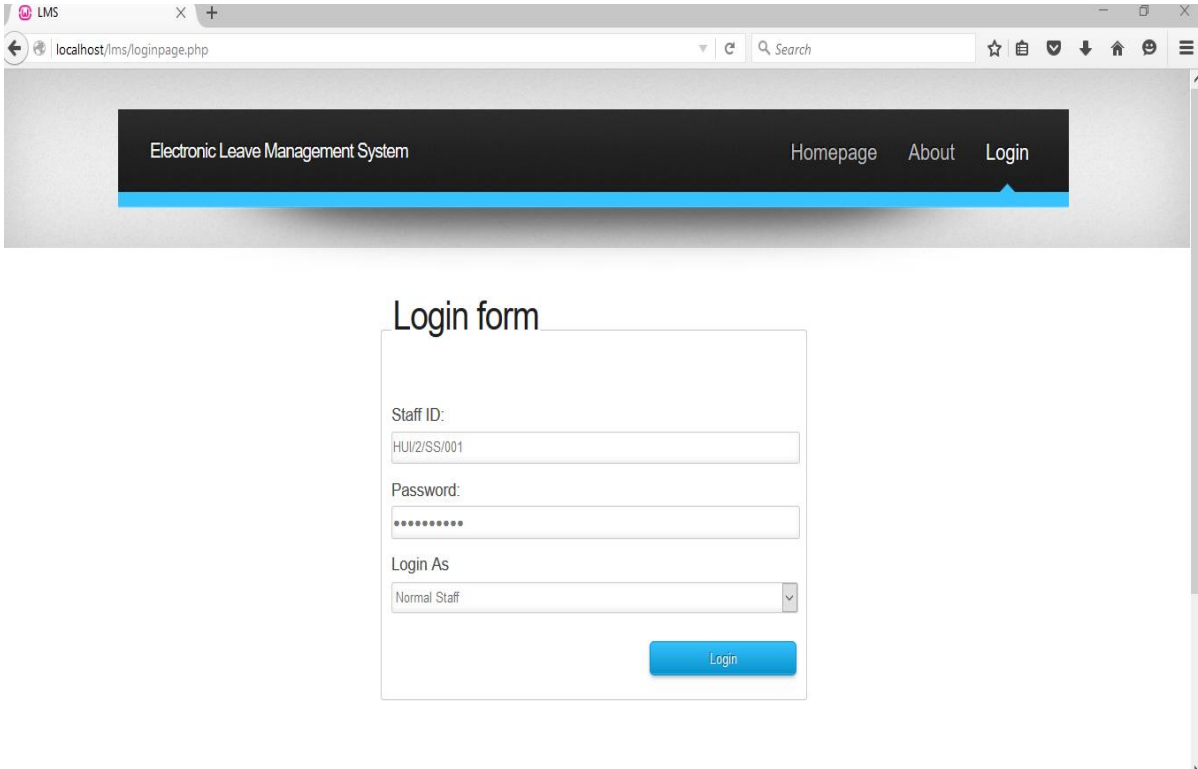 LMS
localhost/lms/loginpage.php
Search
Electronic Leave Management System
Homepage About Login
Login form
Staff ID:
HUI/2/SS/001
Password:
••••••••••
Login As
Normal Staff
Login